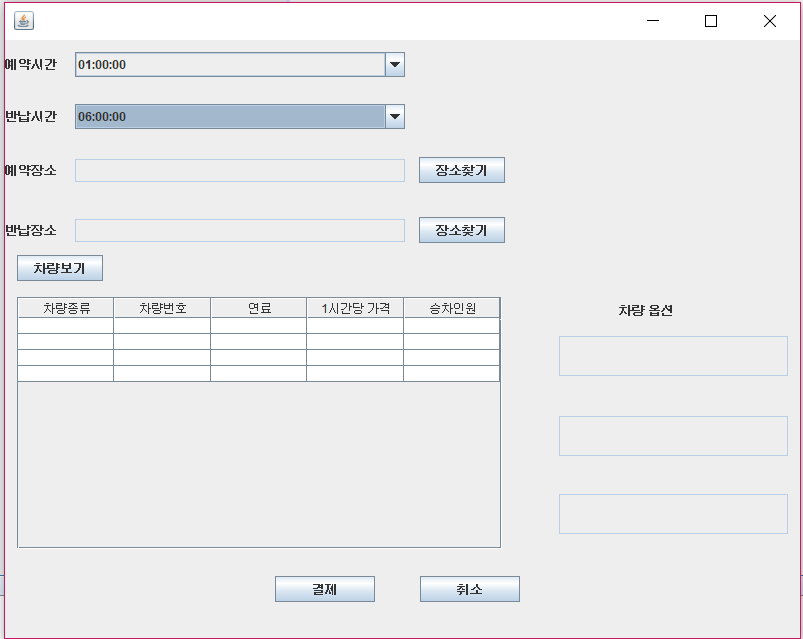 예약시간 01:00:00
반납시간 06:00:00
예약장소 장소찾기
반납장소 장소찾기
차량보기
차량종류 차량번호 연료 1시간당 가격 승차인원
차량 옵션
결제 취소